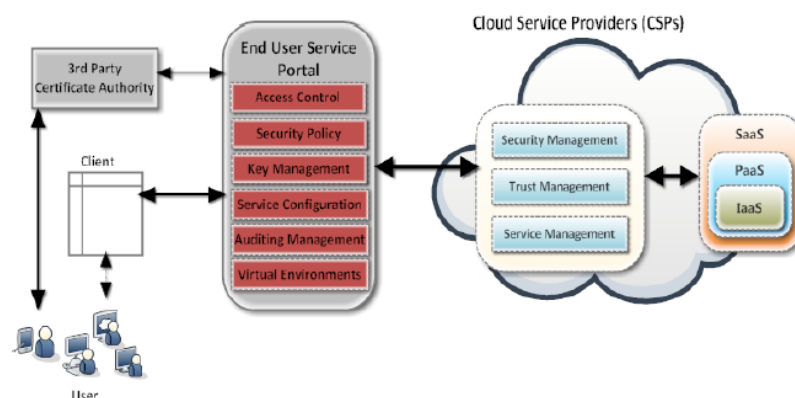 Cloud Service Providers (CSPs)
End User Service
Portal
3rd Party
Certificate Authority
Access Control
Security Policy
Key Management
Service Configuration
Auditing Management
Virtual Environments
Client
User
Security Management
Trust Management
Service Management
SaaS
PaaS
IaaS